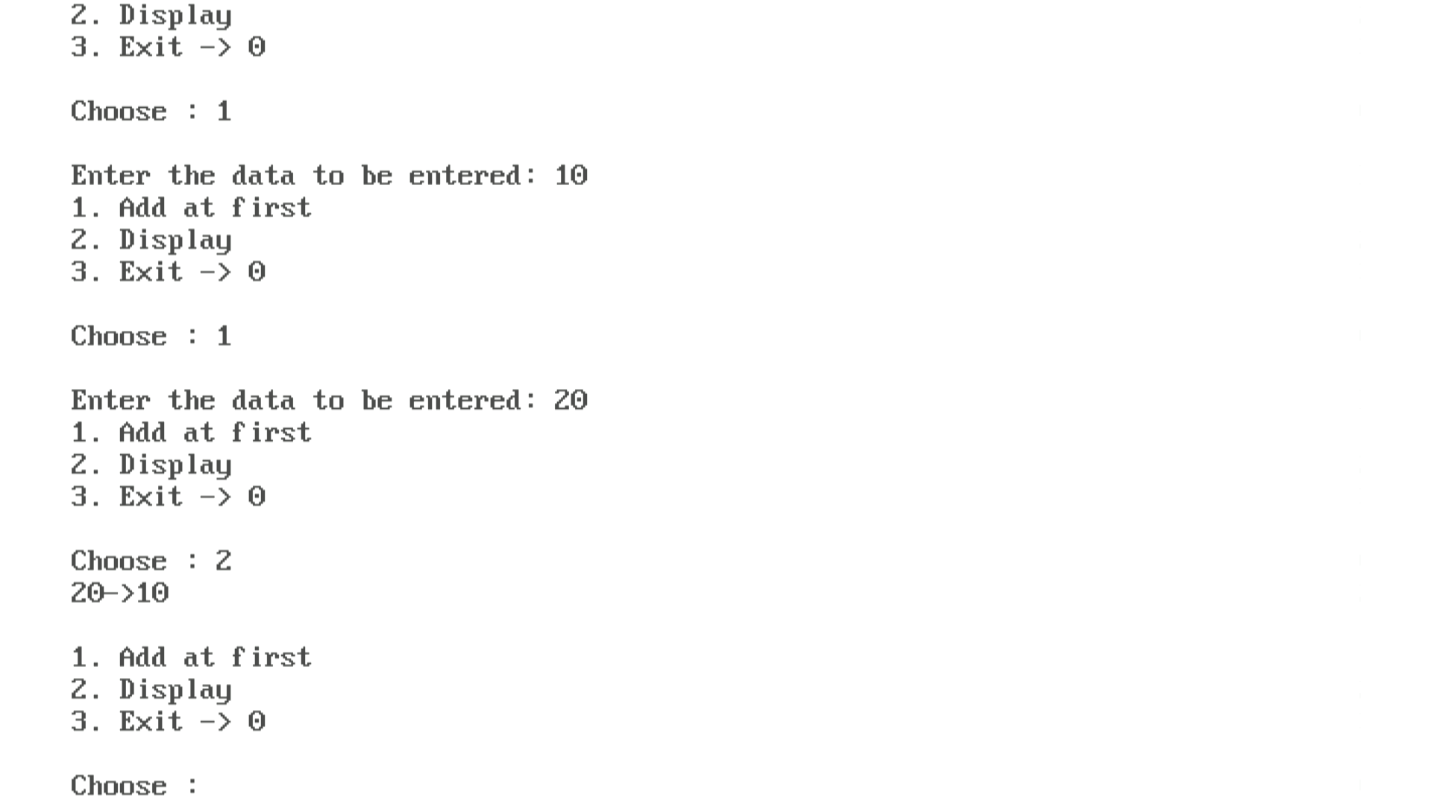 2. Display
3. Exit -> 0
Choose : 1
Enter the data to be entered: 10
1. Add at first
2. Display
3. Exit -> 0
Choose : 1
Enter the data to be entered: 20
1. Add at first
2. Display
3. Exit -> 0
Choose : 2
20->10
1. Add at first
2. Display
3. Exit -> 0
Choose :